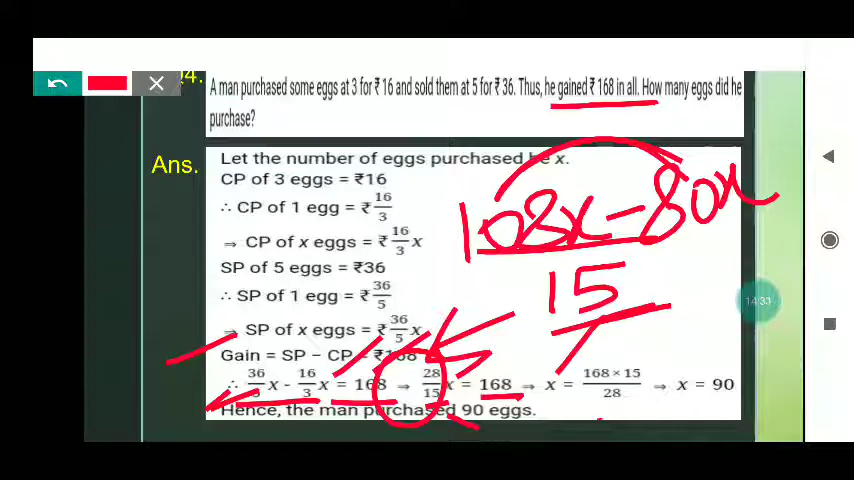 Q4.
A man purchased some eggs at 3 for ₹ 16 and sold them at 5 for ₹ 36. Thus, he gained ₹ 168 in all. How many eggs did he
purchase?
Ans.
Let the number of eggs purchased be x.
CP of 3 eggs = ₹16
∴ CP of 1 egg = ₹ 16/3
⇒ CP of x eggs = ₹ 16/3 x
SP of 5 eggs = ₹36
∴ SP of 1 egg = ₹ 36/5
⇒ SP of x eggs = ₹ 36/5 x
Gain = SP − CP = ₹168
∴ 36/5 x - 16/3 x = 168 ⇒ 28/15 x = 168 ⇒ x = 168 × 15/28 ⇒ x = 90
Hence, the man purchased 90 eggs.
108x - 80x
15
14:33